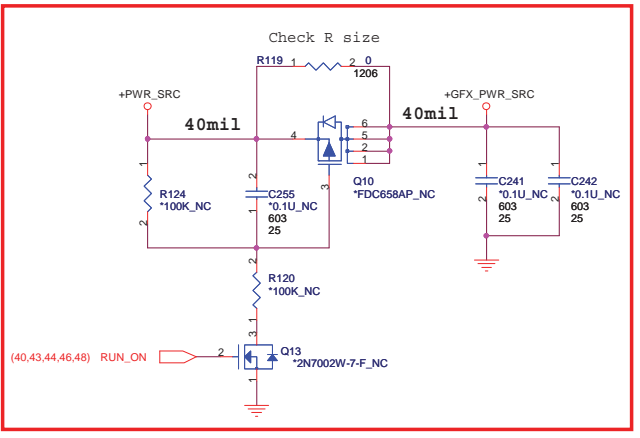 Check R size
R119 1 2 0
1206
+PWR_SRC
+GFX_PWR_SRC
40mil
40mil
4
6
5
2
1
3
Q10
*FDC658AP_NC
1
R124
*100K_NC
2
2
C255
*0.1U_NC
1
603
25
1
C241
*0.1U_NC
2
603
25
1
C242
*0.1U_NC
2
603
25
2
R120
*100K_NC
1
3
Q13
*2N7002W-7-F_NC
(40,43,44,46,48) RUN_ON
2
1